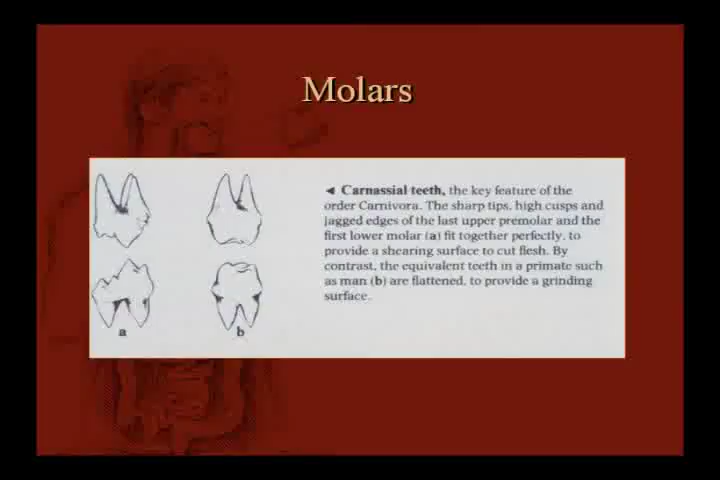 Molars
◄ Carnassial teeth, the key feature of the
order Carnivora. The sharp tips, high cusps and
jagged edges of the last upper premolar and the
first lower molar (a) fit together perfectly, to
provide a shearing surface to cut flesh. By
contrast, the equivalent teeth in a primate such
as man (b) are flattened, to provide a grinding
surface.
a
b